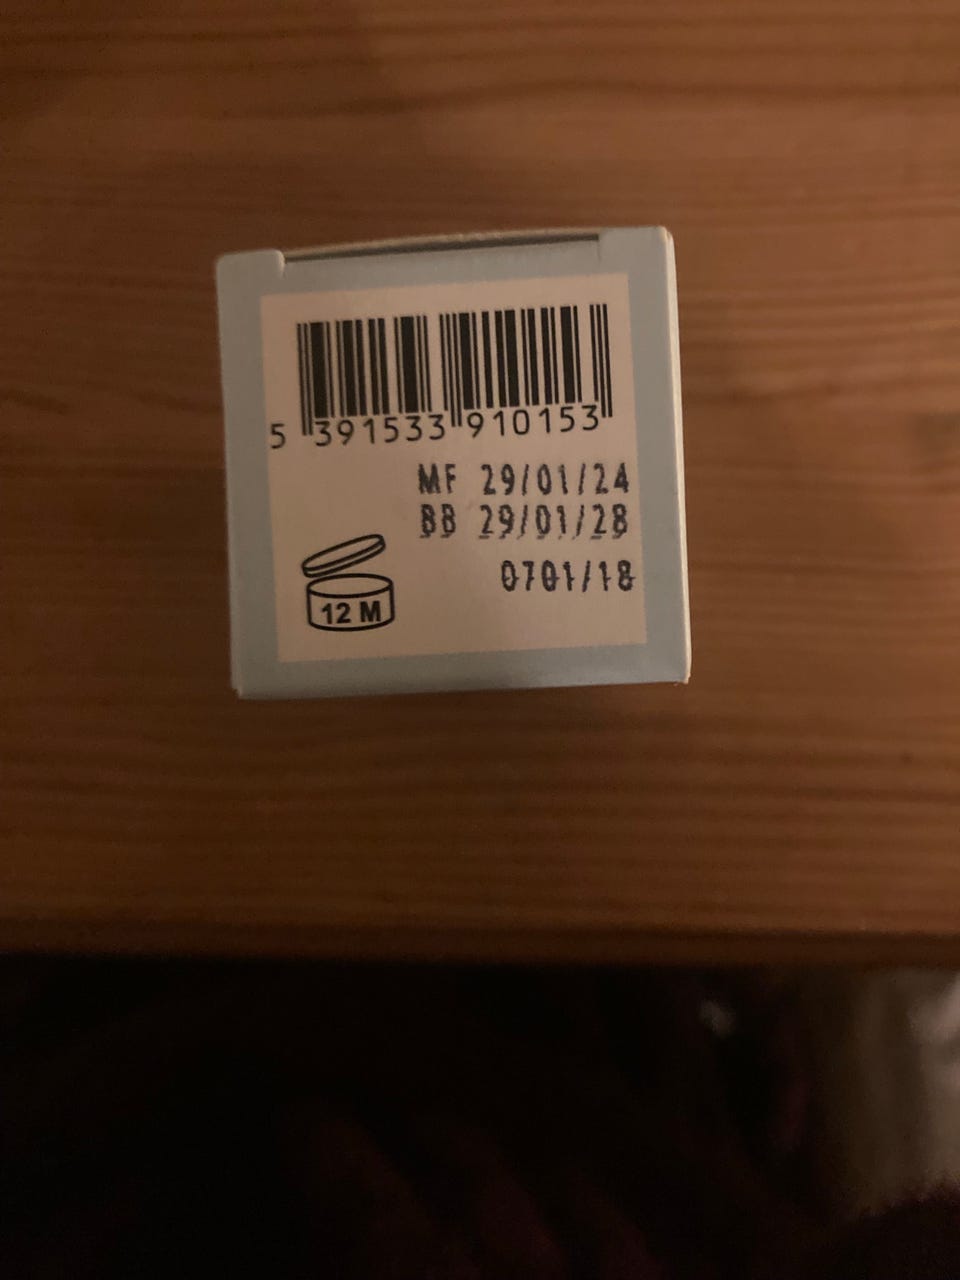 5 391533 910153
MF 29/01/24
BB 29/01/28
0701/18
12 M